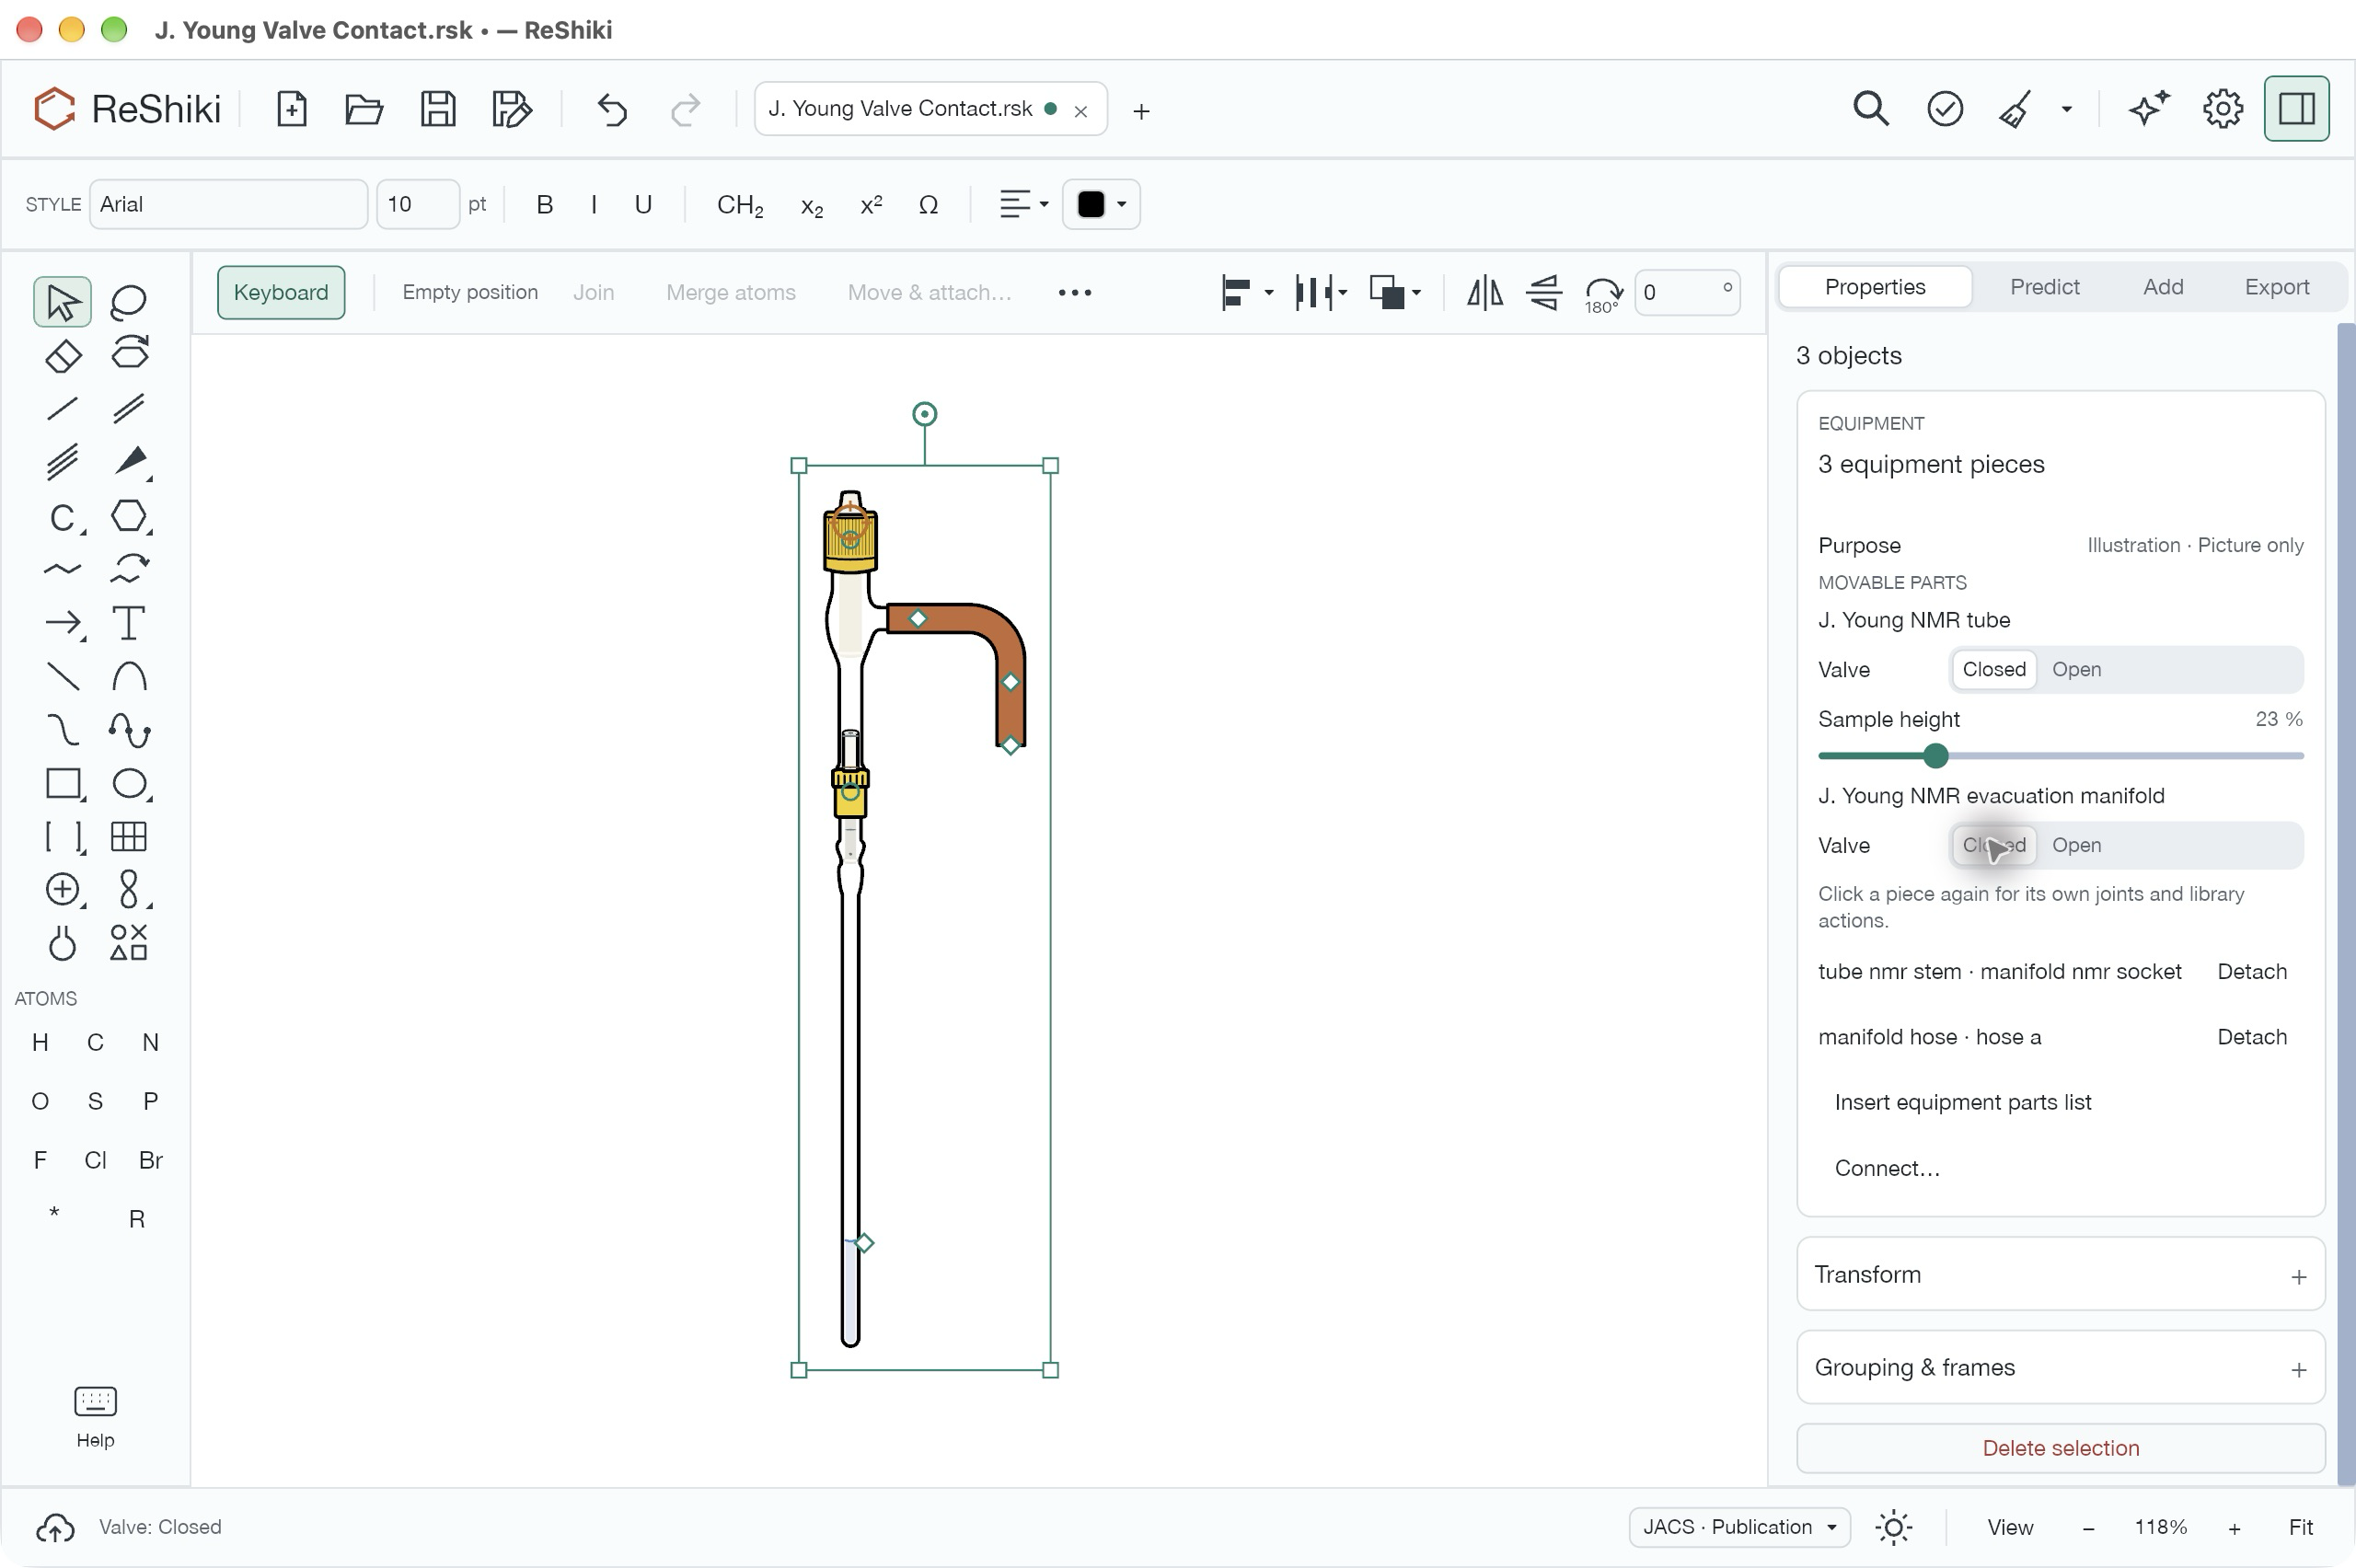 J. Young Valve Contact.rsk • — ReShiki
ReShiki
J. Young Valve Contact.rsk
STYLE Arial 10 pt B I U CH₂ x₂ x² Ω
Keyboard Empty position Join Merge atoms Move & attach... 180° 0 °
Properties Predict Add Export
3 objects
EQUIPMENT
3 equipment pieces
Purpose Illustration · Picture only
MOVABLE PARTS
J. Young NMR tube
Valve Closed Open
Sample height 23 %
J. Young NMR evacuation manifold
Valve Closed Open
Click a piece again for its own joints and library
actions.
tube nmr stem · manifold nmr socket Detach
manifold hose · hose a Detach
Insert equipment parts list
Connect...
Transform +
Grouping & frames +
Delete selection
C
T
ATOMS
H C N
O S P
F Cl Br
* R
Help
Valve: Closed
JACS · Publication
View − 118% + Fit